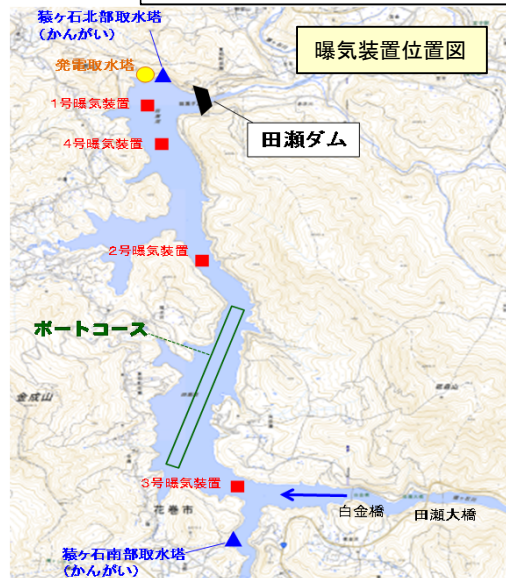 猿ヶ石北部取水塔
(かんがい)
曝気装置位置図
発電取水塔
1号曝気装置
田瀬ダム
4号曝気装置
2号曝気装置
ボートコース
金成山
3号曝気装置
花巻市
白金橋
田瀬大橋
猿ヶ石南部取水塔
(かんがい)